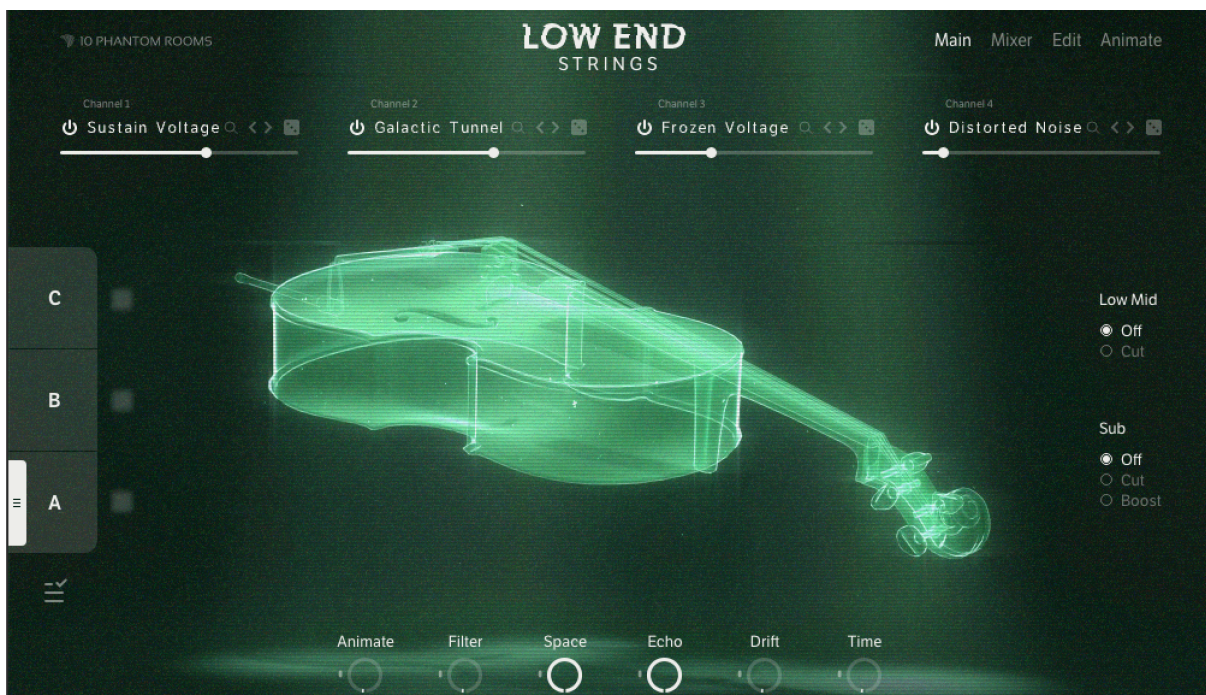 10 PHANTOM ROOMS
LOW END
STRINGS
Main Mixer Edit Animate
Channel 1
Sustain Voltage
Channel 2
Galactic Tunnel
Channel 3
Frozen Voltage
Channel 4
Distorted Noise
C
B
A
Low Mid
Off
Cut
Sub
Off
Cut
Boost
Animate Filter Space Echo Drift Time